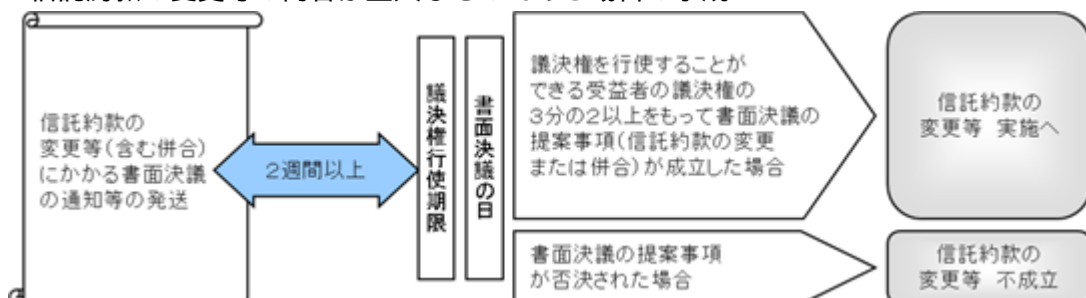 信託約款の
変更等(含む併合)
にかかる書面決議
の通知等の発送
2週間以上
議決権行使期限
書面決議の日
議決権を行使することが
できる受益者の議決権の
3分の2以上をもって書面決議の
提案事項(信託約款の変更
または併合)が成立した場合
信託約款の
変更等 実施へ
書面決議の提案事項
が否決された場合
信託約款の
変更等 不成立